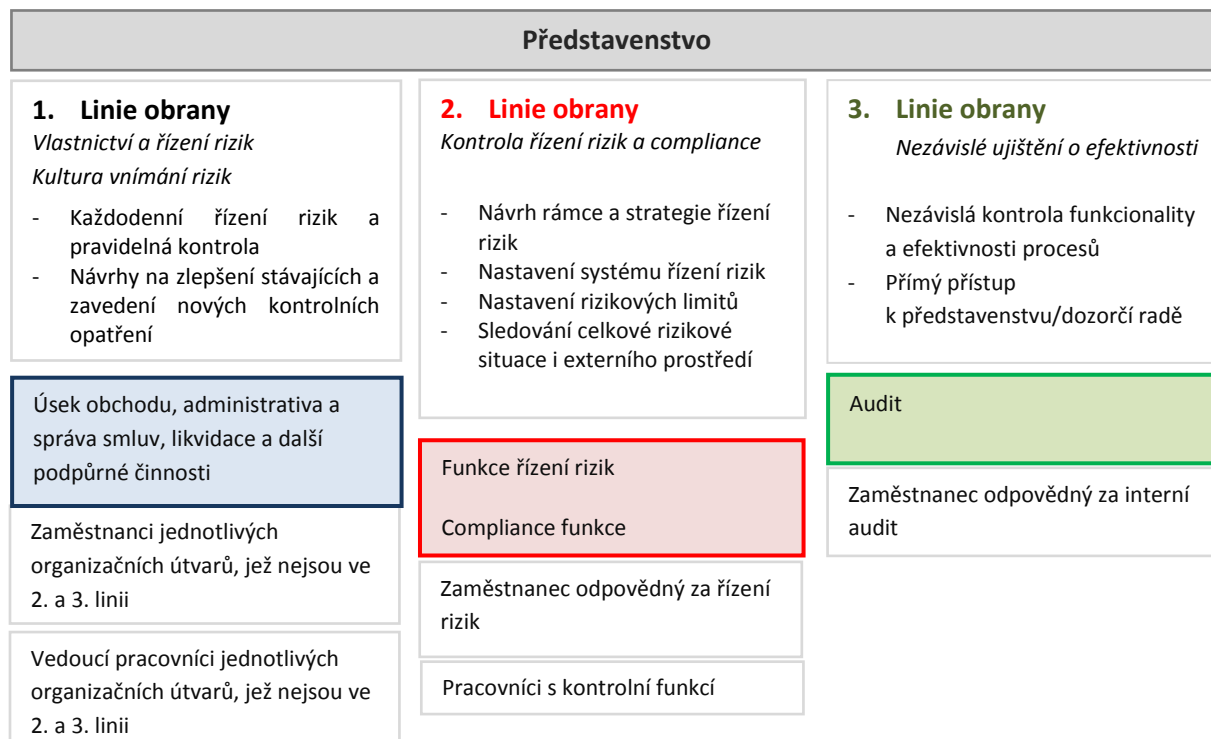 Představenstvo
1. Linie obrany
Vlastnictví a řízení rizik
Kultura vnímání rizik
- Každodenní řízení rizik a
pravidelná kontrola
- Návrhy na zlepšení stávajících a
zavedení nových kontrolních
opatření
Úsek obchodu, administrativa a
správa smluv, likvidace a další
podpůrné činnosti
Zaměstnanci jednotlivých
organizačních útvarů, jež nejsou ve
2. a 3. linii
Vedoucí pracovníci jednotlivých
organizačních útvarů, jež nejsou ve
2. a 3. linii
2. Linie obrany
Kontrola řízení rizik a compliance
- Návrh rámce a strategie řízení
rizik
- Nastavení systému řízení rizik
- Nastavení rizikových limitů
- Sledování celkové rizikové
situace i externího prostředí
Funkce řízení rizik
Compliance funkce
Zaměstnanec odpovědný za řízení
rizik
Pracovníci s kontrolní funkcí
3. Linie obrany
Nezávislé ujištění o efektivnosti
- Nezávislá kontrola funkcionality
a efektivnosti procesů
- Přímý přístup
k představenstvu/dozorčí radě
Audit
Zaměstnanec odpovědný za interní
audit